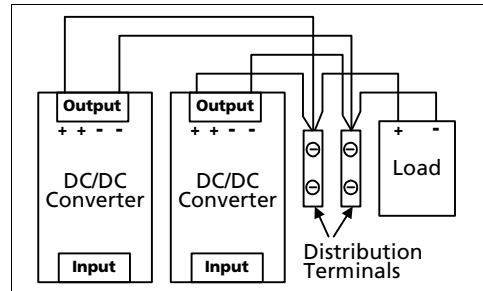 Output
+ + - -
DC/DC
Converter
Input
Output
+ + - -
DC/DC
Converter
Input
+ -
Load
Distribution
Terminals